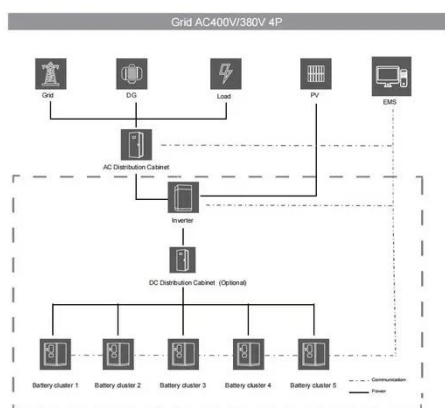 Grid AC400V/380V 4P
Grid
DG
Load
PV
EMS
AC Distribution Cabinet
Inverter
DC Distribution Cabinet (Optional)
Battery cluster 1
Battery cluster 2
Battery cluster 3
Battery cluster 4
Battery cluster 5
Communication
Power